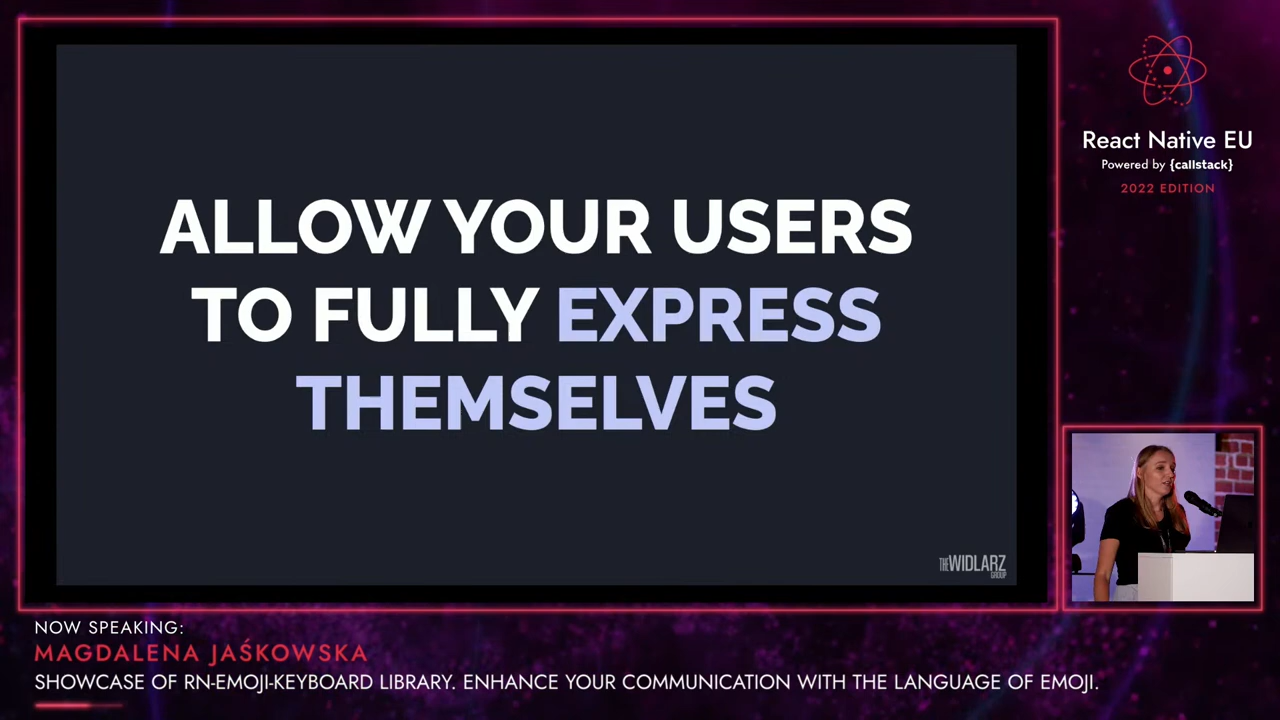 ALLOW YOUR USERS
TO FULLY EXPRESS
THEMSELVES
THE WIDLARZ GROUP
React Native EU
Powered by {callstack}
2022 EDITION
NOW SPEAKING:
MAGDALENA JAŚKOWSKA
SHOWCASE OF RN-EMOJI-KEYBOARD LIBRARY. ENHANCE YOUR COMMUNICATION WITH THE LANGUAGE OF EMOJI.